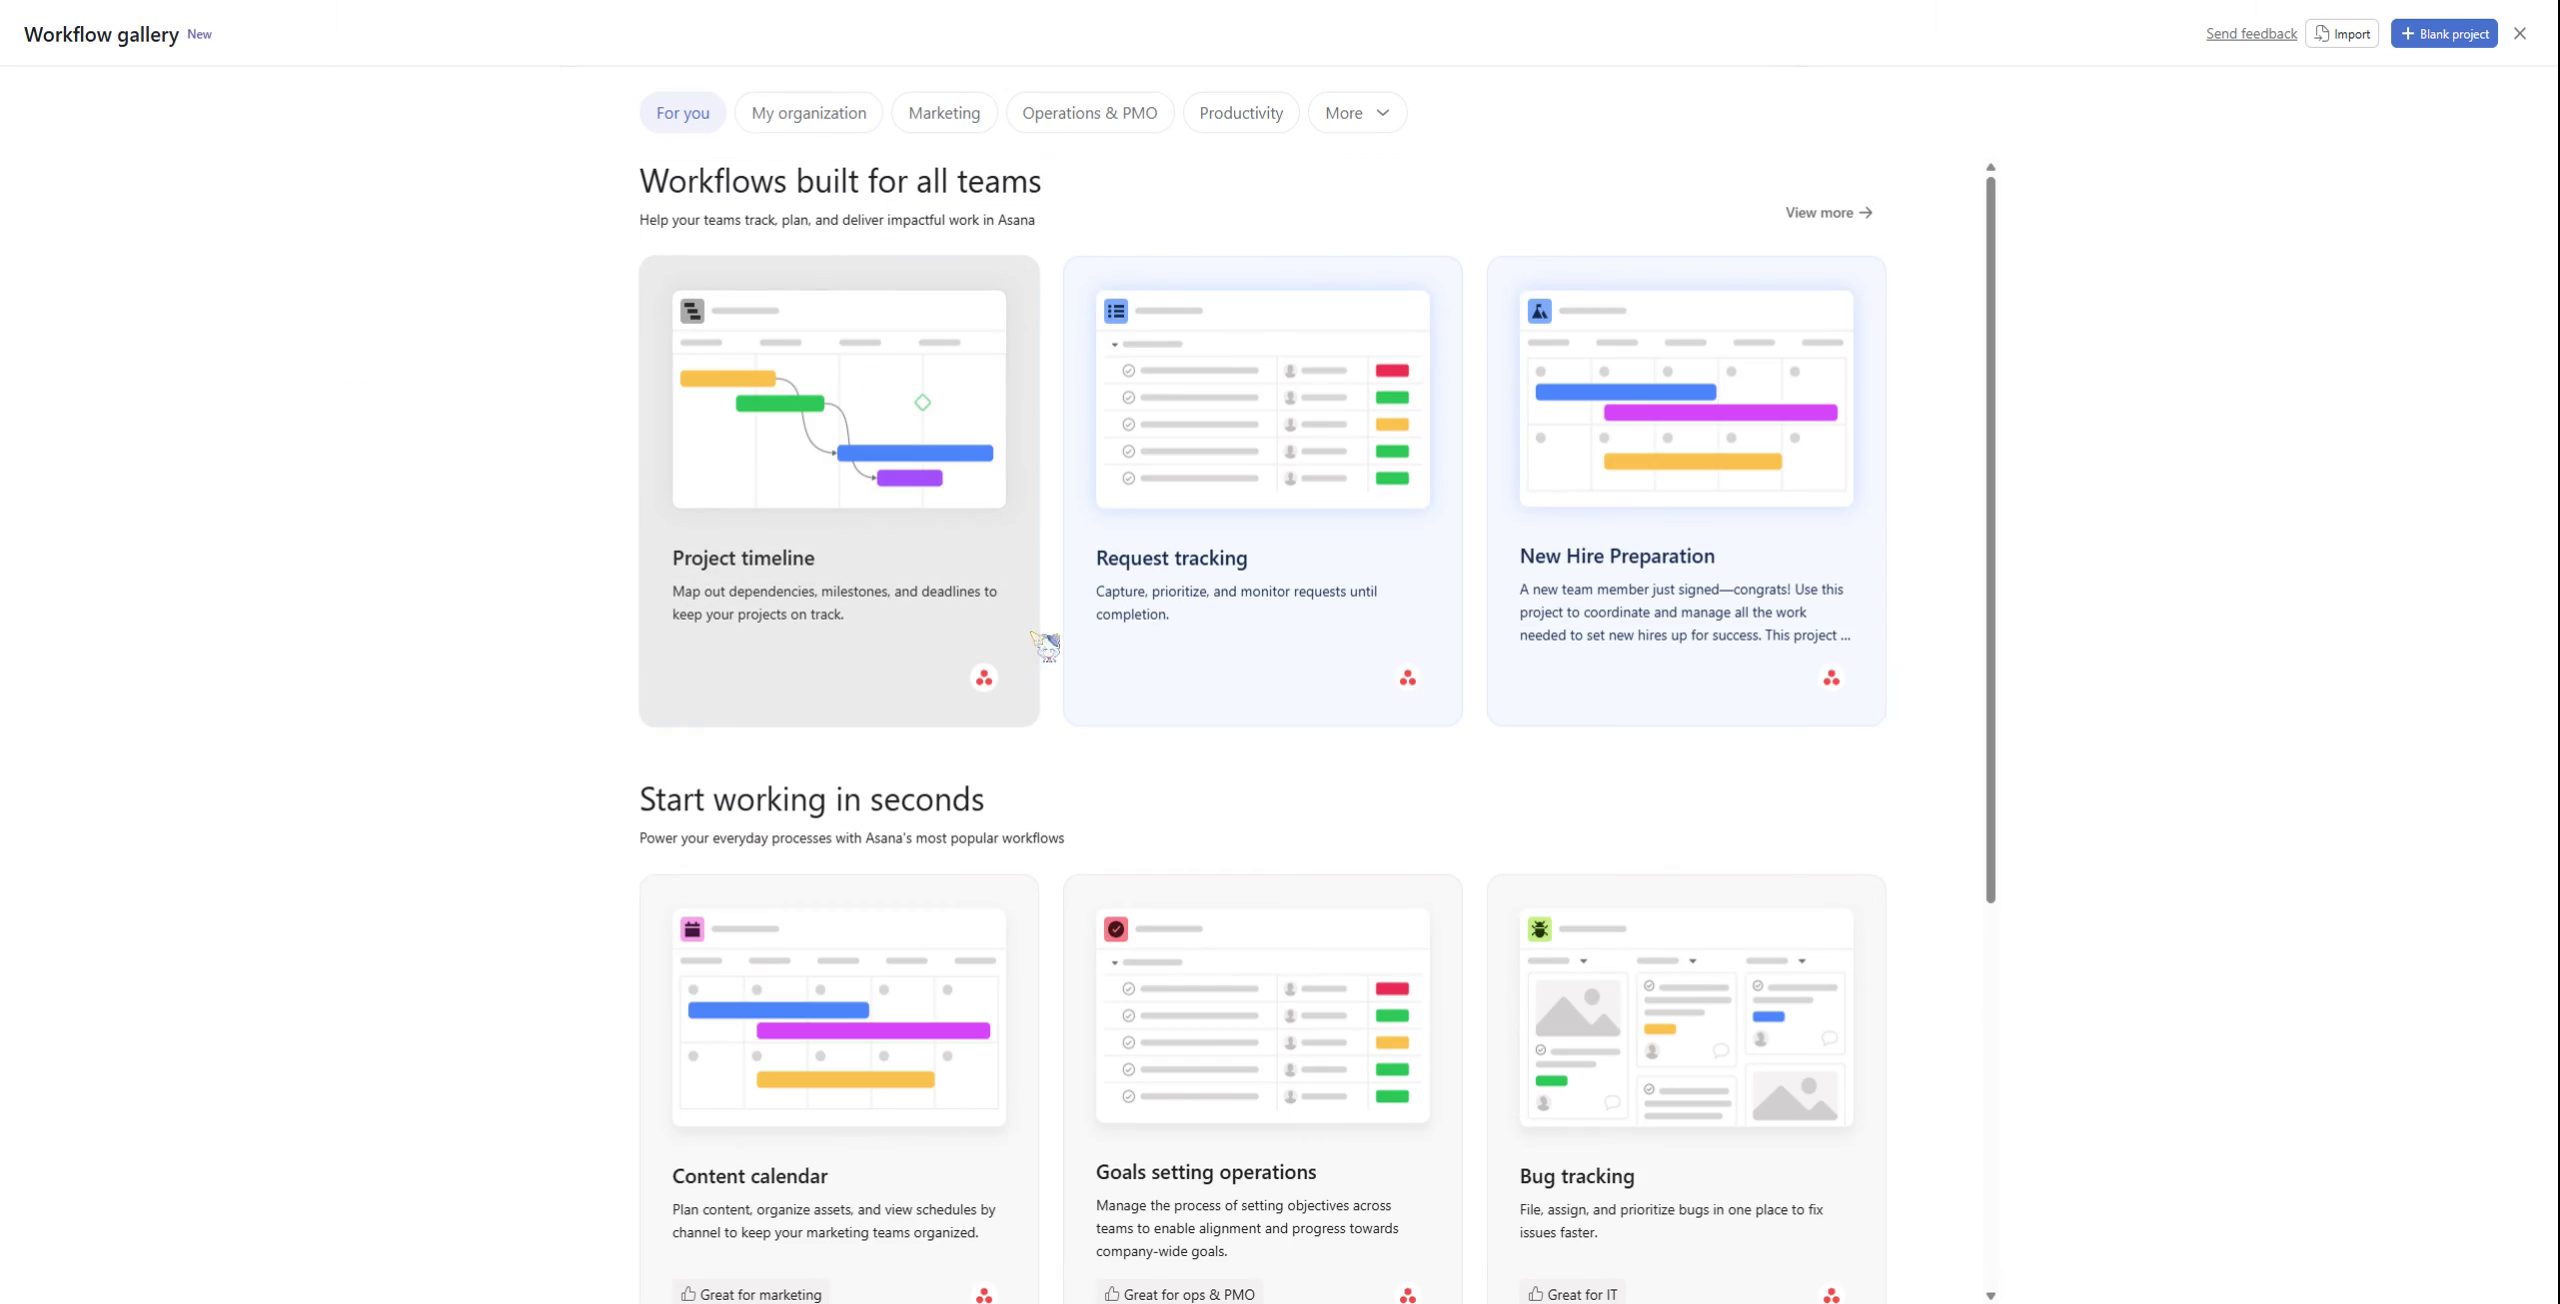 Workflow gallery New
Send feedback Import + Blank project
For you My organization Marketing Operations & PMO Productivity More
Workflows built for all teams
Help your teams track, plan, and deliver impactful work in Asana
View more →
Project timeline
Map out dependencies, milestones, and deadlines to
keep your projects on track.
Request tracking
Capture, prioritize, and monitor requests until
completion.
New Hire Preparation
A new team member just signed—congrats! Use this
project to coordinate and manage all the work
needed to set new hires up for success. This project ...
Start working in seconds
Power your everyday processes with Asana's most popular workflows
Content calendar
Plan content, organize assets, and view schedules by
channel to keep your marketing teams organized.
Great for marketing
Goals setting operations
Manage the process of setting objectives across
teams to enable alignment and progress towards
company-wide goals.
Great for ops & PMO
Bug tracking
File, assign, and prioritize bugs in one place to fix
issues faster.
Great for IT